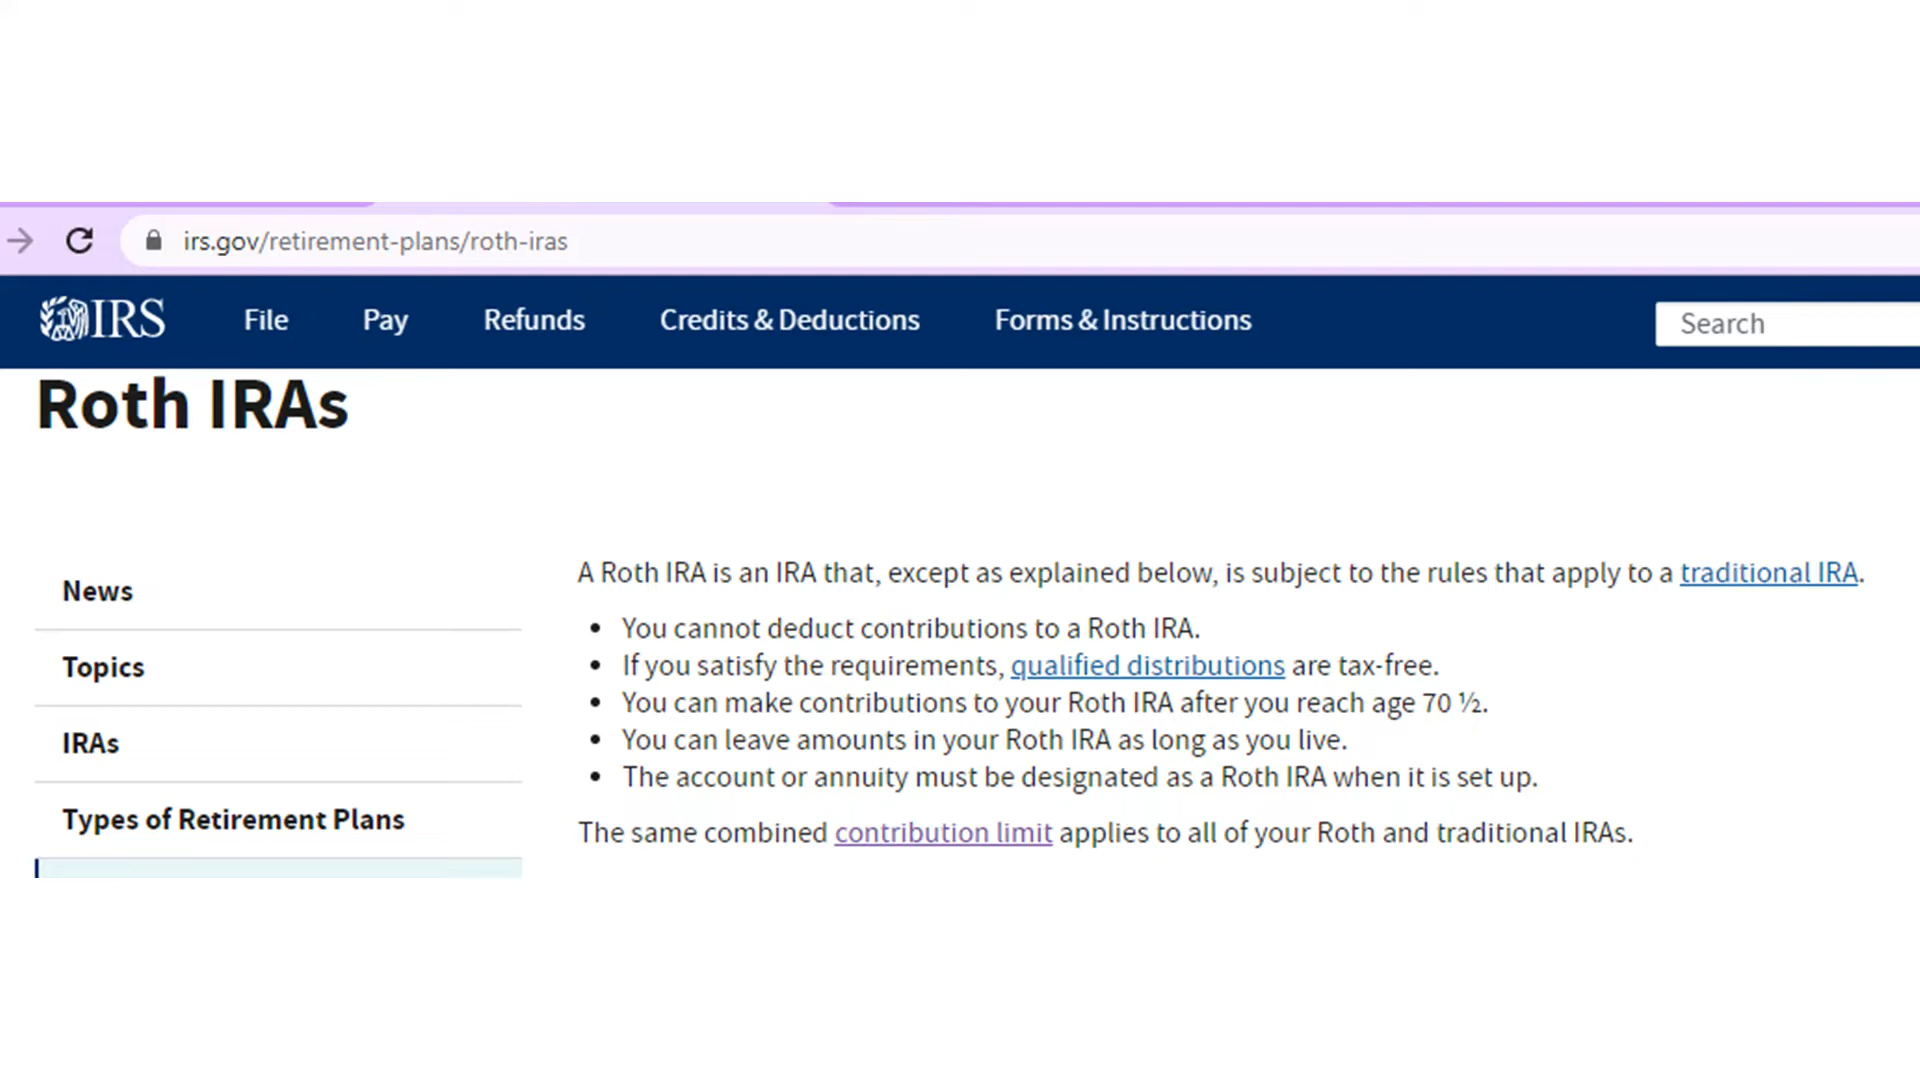 irs.gov/retirement-plans/roth-iras
IRS File Pay Refunds Credits & Deductions Forms & Instructions Search
Roth IRAs
News
Topics
IRAs
Types of Retirement Plans
A Roth IRA is an IRA that, except as explained below, is subject to the rules that apply to a traditional IRA.
• You cannot deduct contributions to a Roth IRA.
• If you satisfy the requirements, qualified distributions are tax-free.
• You can make contributions to your Roth IRA after you reach age 70 ½.
• You can leave amounts in your Roth IRA as long as you live.
• The account or annuity must be designated as a Roth IRA when it is set up.
The same combined contribution limit applies to all of your Roth and traditional IRAs.